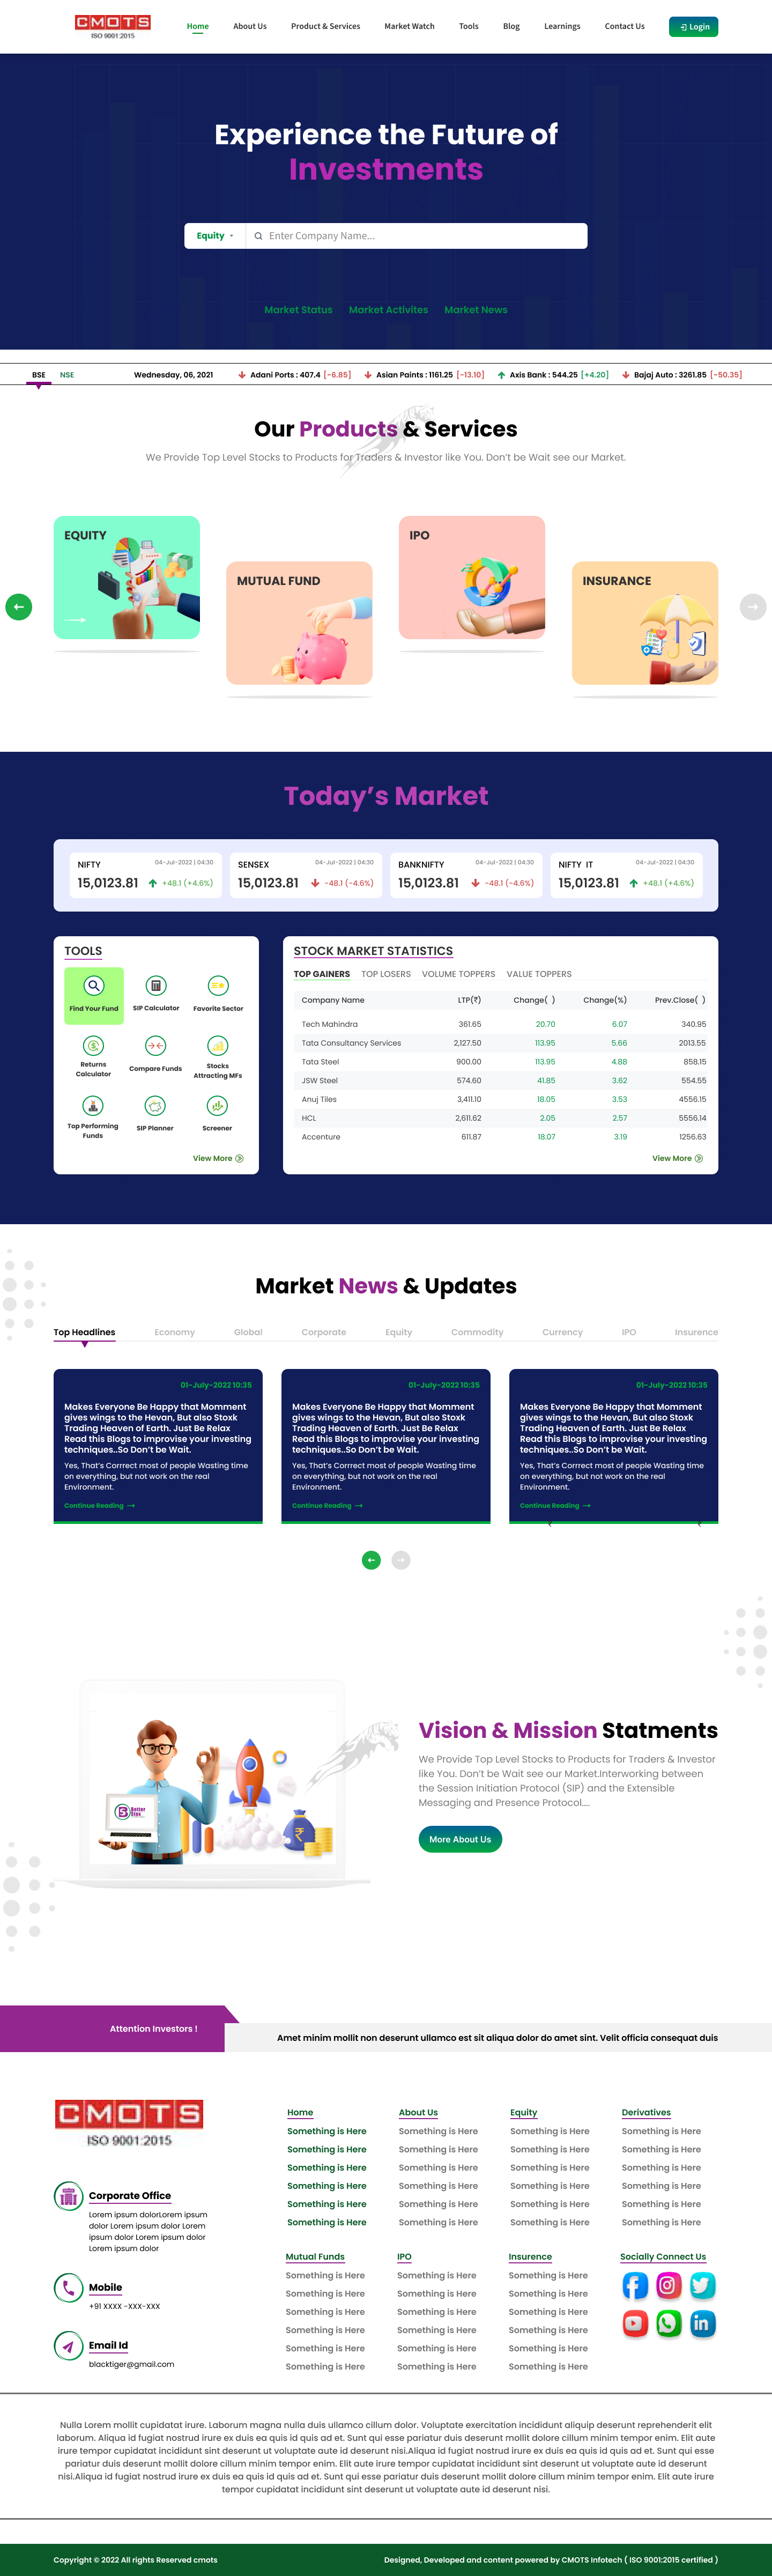 CMOTS
ISO 9001:2015
Home About Us Product & Services Market Watch Tools Blog Learnings Contact Us Login
Experience the Future of
Investments
Equity Enter Company Name...
Market Status Market Activites Market News
BSE NSE Wednesday, 06, 2021 Adani Ports : 407.4 [-6.85] Asian Paints : 1161.25 [-13.10] Axis Bank : 544.25 [+4.20] Bajaj Auto : 3261.85 [-50.35]
Our Products & Services
We Provide Top Level Stocks to Products for Traders & Investor like You. Don't be Wait see our Market.
EQUITY
MUTUAL FUND
IPO
INSURANCE
Today's Market
NIFTY 04-Jul-2022 | 04:30
15,0123.81 +48.1 (+4.6%)
SENSEX 04-Jul-2022 | 04:30
15,0123.81 -48.1 (-4.6%)
BANKNIFTY 04-Jul-2022 | 04:30
15,0123.81 -48.1 (-4.6%)
NIFTY IT 04-Jul-2022 | 04:30
15,0123.81 +48.1 (+4.6%)
TOOLS
Find Your Fund SIP Calculator Favorite Sector
Returns
Calculator
Compare Funds
Stocks
Attracting MFs
Top Performing
Funds
SIP Planner
Screener
View More
STOCK MARKET STATISTICS
TOP GAINERS TOP LOSERS VOLUME TOPPERS VALUE TOPPERS
Company Name LTP(₹) Change( ) Change(%) Prev.Close( )
Tech Mahindra 361.65 20.70 6.07 340.95
Tata Consultancy Services 2,127.50 113.95 5.66 2013.55
Tata Steel 900.00 113.95 4.88 858.15
JSW Steel 574.60 41.85 3.62 554.55
Anuj Tiles 3,411.10 18.05 3.53 4556.15
HCL 2,611.62 2.05 2.57 5556.14
Accenture 611.87 18.07 3.19 1256.63
View More
Market News & Updates
Top Headlines Economy Global Corporate Equity Commodity Currency IPO Insurence
01-July-2022 10:35
Makes Everyone Be Happy that Momment
gives wings to the Hevan, But also Stoxk
Trading Heaven of Earth. Just Be Relax
Read this Blogs to improvise your investing
techniques..So Don't be Wait.
Yes, That's Corrrect most of people Wasting time
on everything, but not work on the real
Environment.
Continue Reading
01-July-2022 10:35
Makes Everyone Be Happy that Momment
gives wings to the Hevan, But also Stoxk
Trading Heaven of Earth. Just Be Relax
Read this Blogs to improvise your investing
techniques..So Don't be Wait.
Yes, That's Corrrect most of people Wasting time
on everything, but not work on the real
Environment.
Continue Reading
01-July-2022 10:35
Makes Everyone Be Happy that Momment
gives wings to the Hevan, But also Stoxk
Trading Heaven of Earth. Just Be Relax
Read this Blogs to improvise your investing
techniques..So Don't be Wait.
Yes, That's Corrrect most of people Wasting time
on everything, but not work on the real
Environment.
Continue Reading
Vision & Mission Statments
We Provide Top Level Stocks to Products for Traders & Investor
like You. Don't be Wait see our Market.Interworking between
the Session Initiation Protocol (SIP) and the Extensible
Messaging and Presence Protocol....
More About Us
Attention Investors !
Amet minim mollit non deserunt ullamco est sit aliqua dolor do amet sint. Velit officia consequat duis
CMOTS
ISO 9001:2015
Corporate Office
Lorem ipsum dolorLorem ipsum
dolor Lorem ipsum dolor Lorem
ipsum dolor Lorem ipsum dolor
Lorem ipsum dolor
Mobile
+91 XXXX -XXX-XXX
Email Id
blacktiger@gmail.com
Home About Us Equity Derivatives
Something is Here Something is Here Something is Here Something is Here
Something is Here Something is Here Something is Here Something is Here
Something is Here Something is Here Something is Here Something is Here
Something is Here Something is Here Something is Here Something is Here
Something is Here Something is Here Something is Here Something is Here
Something is Here Something is Here Something is Here Something is Here
Mutual Funds IPO Insurence Socially Connect Us
Something is Here Something is Here Something is Here
Something is Here Something is Here Something is Here
Something is Here Something is Here Something is Here
Something is Here Something is Here Something is Here
Something is Here Something is Here Something is Here
Something is Here Something is Here Something is Here
Nulla Lorem mollit cupidatat irure. Laborum magna nulla duis ullamco cillum dolor. Voluptate exercitation incididunt aliquip deserunt reprehenderit elit
laborum. Aliqua id fugiat nostrud irure ex duis ea quis id quis ad et. Sunt qui esse pariatur duis deserunt mollit dolore cillum minim tempor enim. Elit aute
irure tempor cupidatat incididunt sint deserunt ut voluptate aute id deserunt nisi.Aliqua id fugiat nostrud irure ex duis ea quis id quis ad et. Sunt qui esse
pariatur duis deserunt mollit dolore cillum minim tempor enim. Elit aute irure tempor cupidatat incididunt sint deserunt ut voluptate aute id deserunt
nisi.Aliqua id fugiat nostrud irure ex duis ea quis id quis ad et. Sunt qui esse pariatur duis deserunt mollit dolore cillum minim tempor enim. Elit aute irure
tempor cupidatat incididunt sint deserunt ut voluptate aute id deserunt nisi.
Copyright © 2022 All rights Reserved cmots Designed, Developed and content powered by CMOTS Infotech ( ISO 9001:2015 certified )